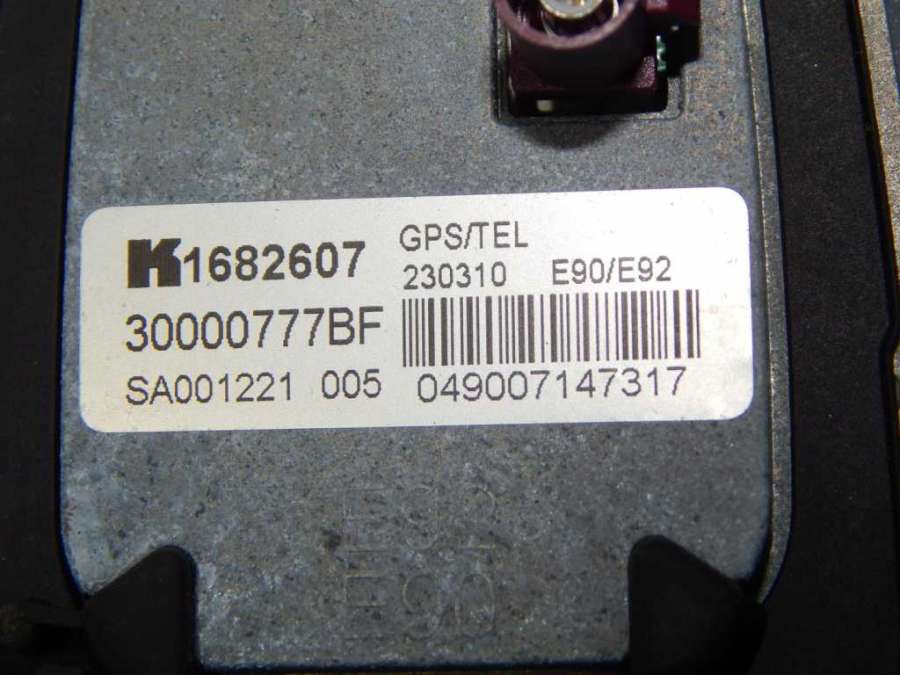 K1682607
GPS/TEL
230310 E90/E92
30000777BF
SA001221 005
049007147317